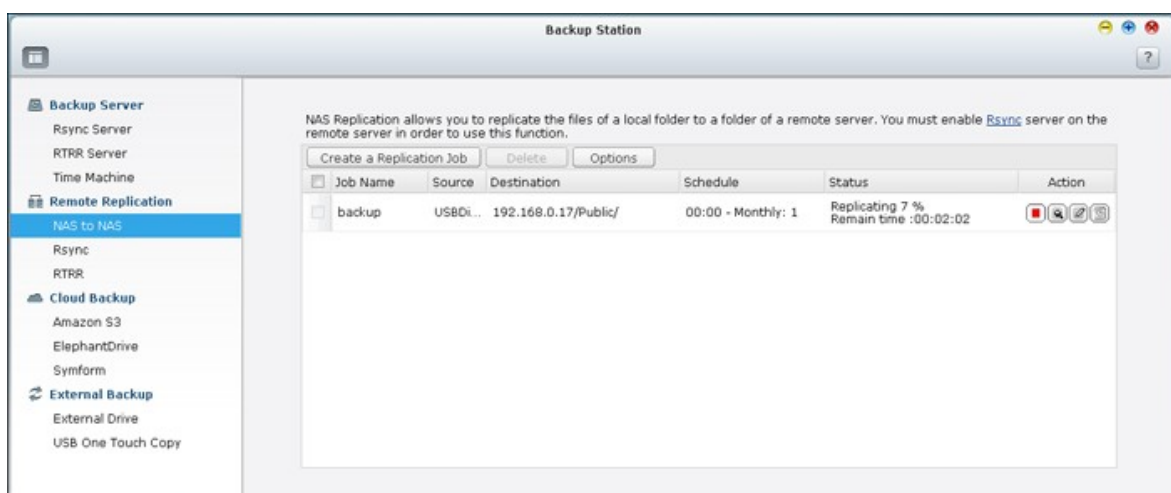 Backup Station
?
Backup Server
Rsync Server
RTRR Server
Time Machine
Remote Replication
NAS to NAS
Rsync
RTRR
Cloud Backup
Amazon S3
ElephantDrive
Symform
External Backup
External Drive
USB One Touch Copy
NAS Replication allows you to replicate the files of a local folder to a folder of a remote server. You must enable Rsync server on the
remote server in order to use this function.
Create a Replication Job Delete Options
Job Name Source Destination Schedule Status Action
backup USBDi... 192.168.0.17/Public/ 00:00 - Monthly: 1 Replicating 7 %
Remain time :00:02:02